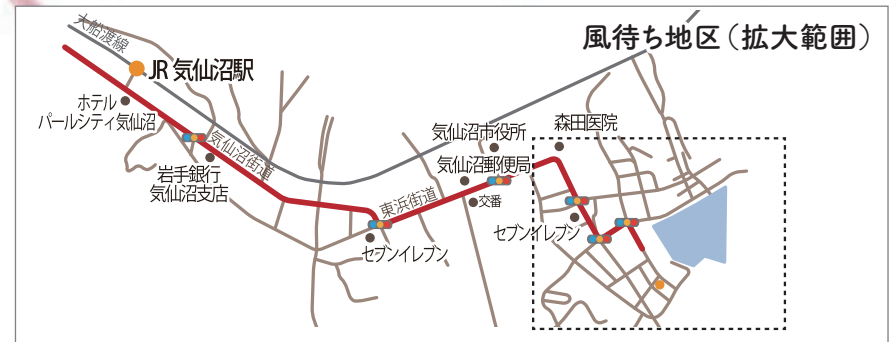 風待ち地区（拡大範囲）
大船渡線
JR 気仙沼駅
ホテル
パールシティ気仙沼
気仙沼街道
岩手銀行
気仙沼支店
東浜街道
セブンイレブン
気仙沼市役所
気仙沼郵便局
交番
森田医院
セブンイレブン